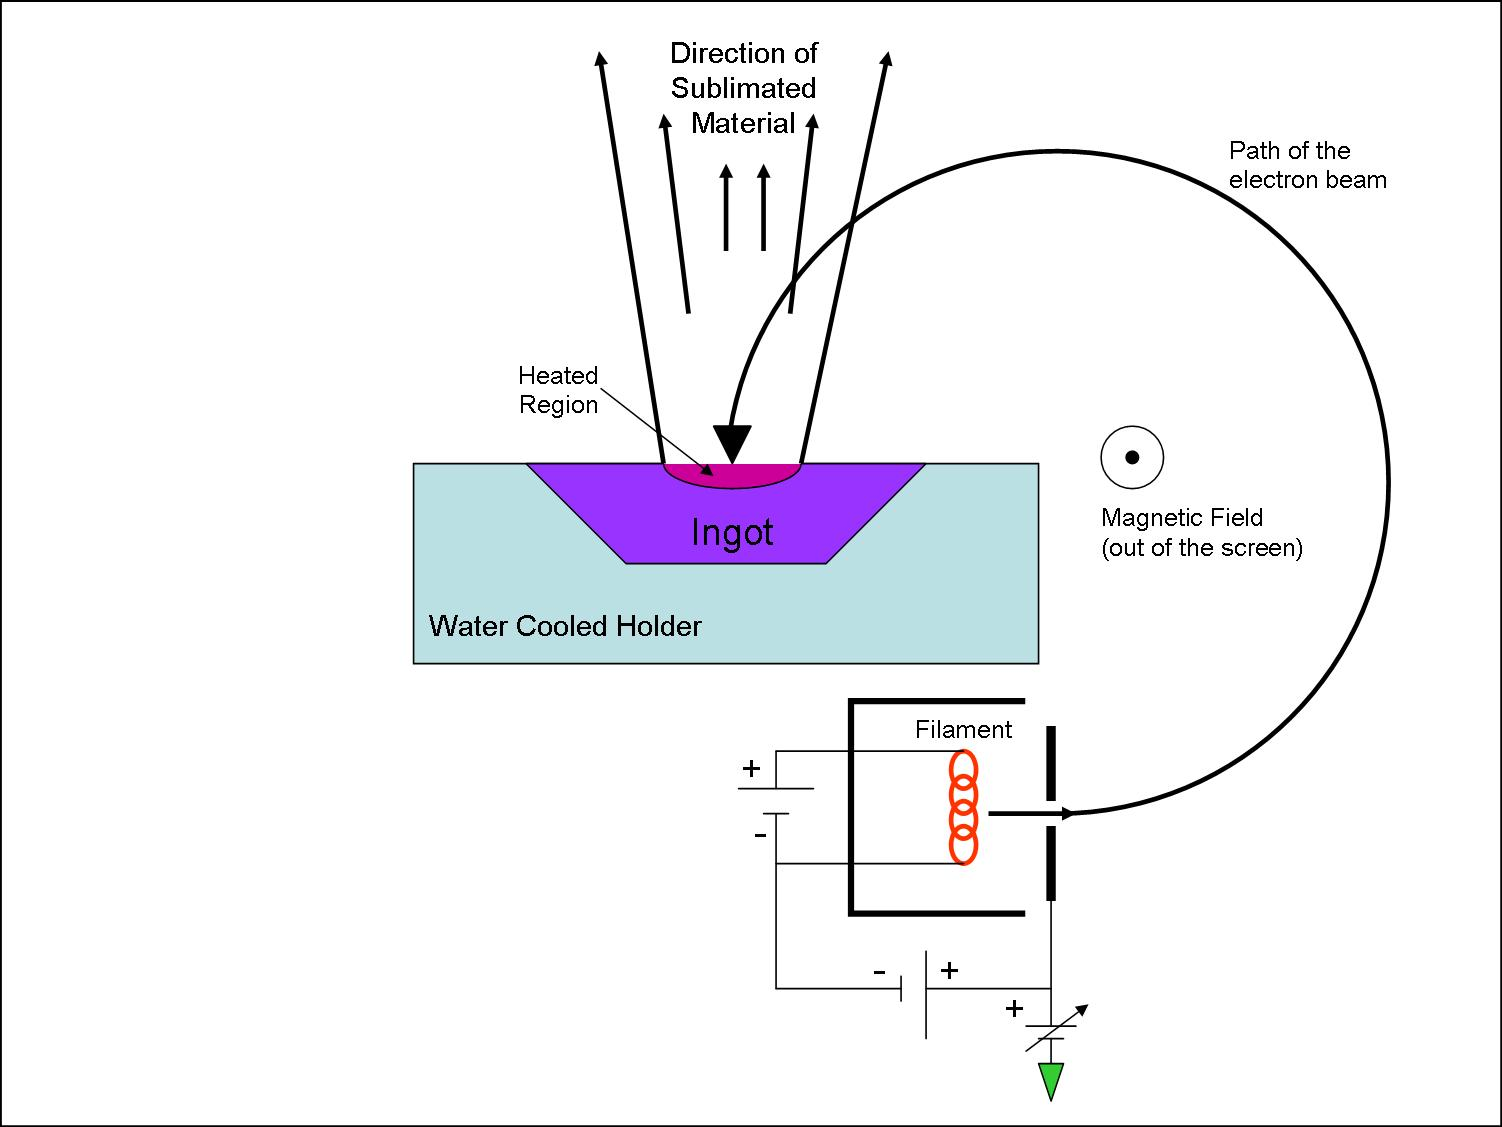 Direction of
Sublimated
Material
Path of the
electron beam
Heated
Region
Magnetic Field
(out of the screen)
Ingot
Water Cooled Holder
Filament
+
-
- +
+